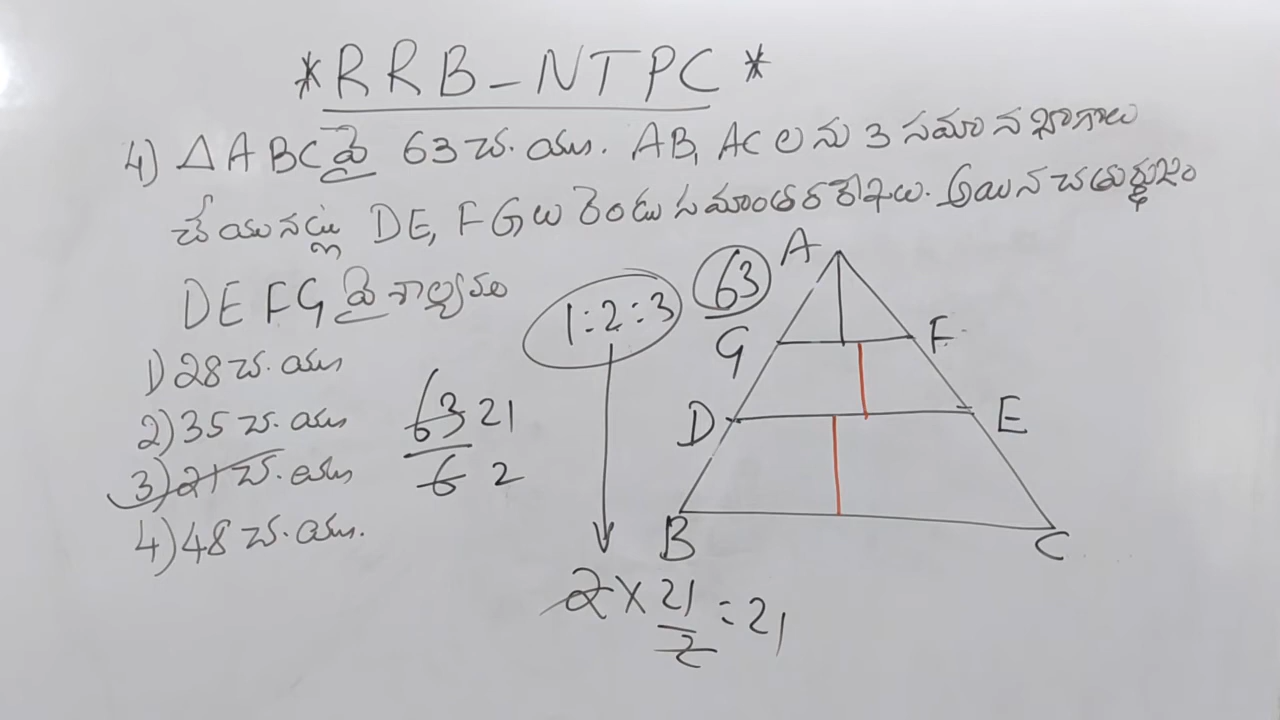 *RRB-NTPC*
4) △ABC వై 63 చ.యు. AB, AC లను 3 సమాన భాగాలు
చేయునట్లు DE, FG లు రెండు సమాంతర రేఖలు. అయిన చతుర్భుజం
DEFG వై శాల్యము
1) 28 చ.యు
2) 35 చ.యు
3) 21 చ.యు
4) 48 చ.యు.
63 21
6 2
1:2:3
2 × 21/2 = 21
63
A
G F
D E
B C